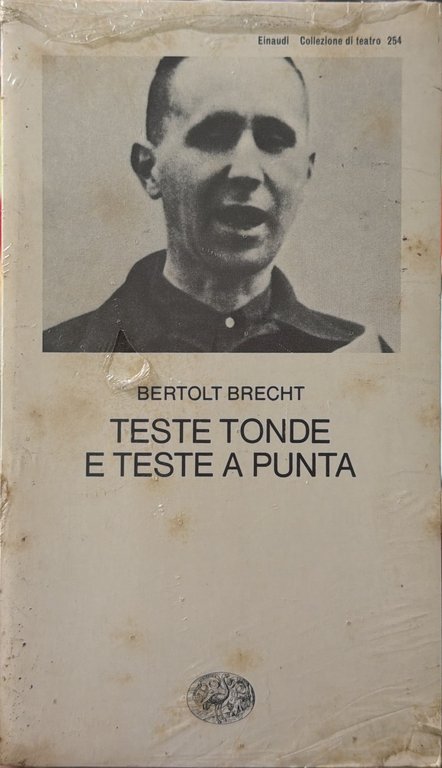 Einaudi Collezione di teatro 254
BERTOLT BRECHT
TESTE TONDE
E TESTE A PUNTA